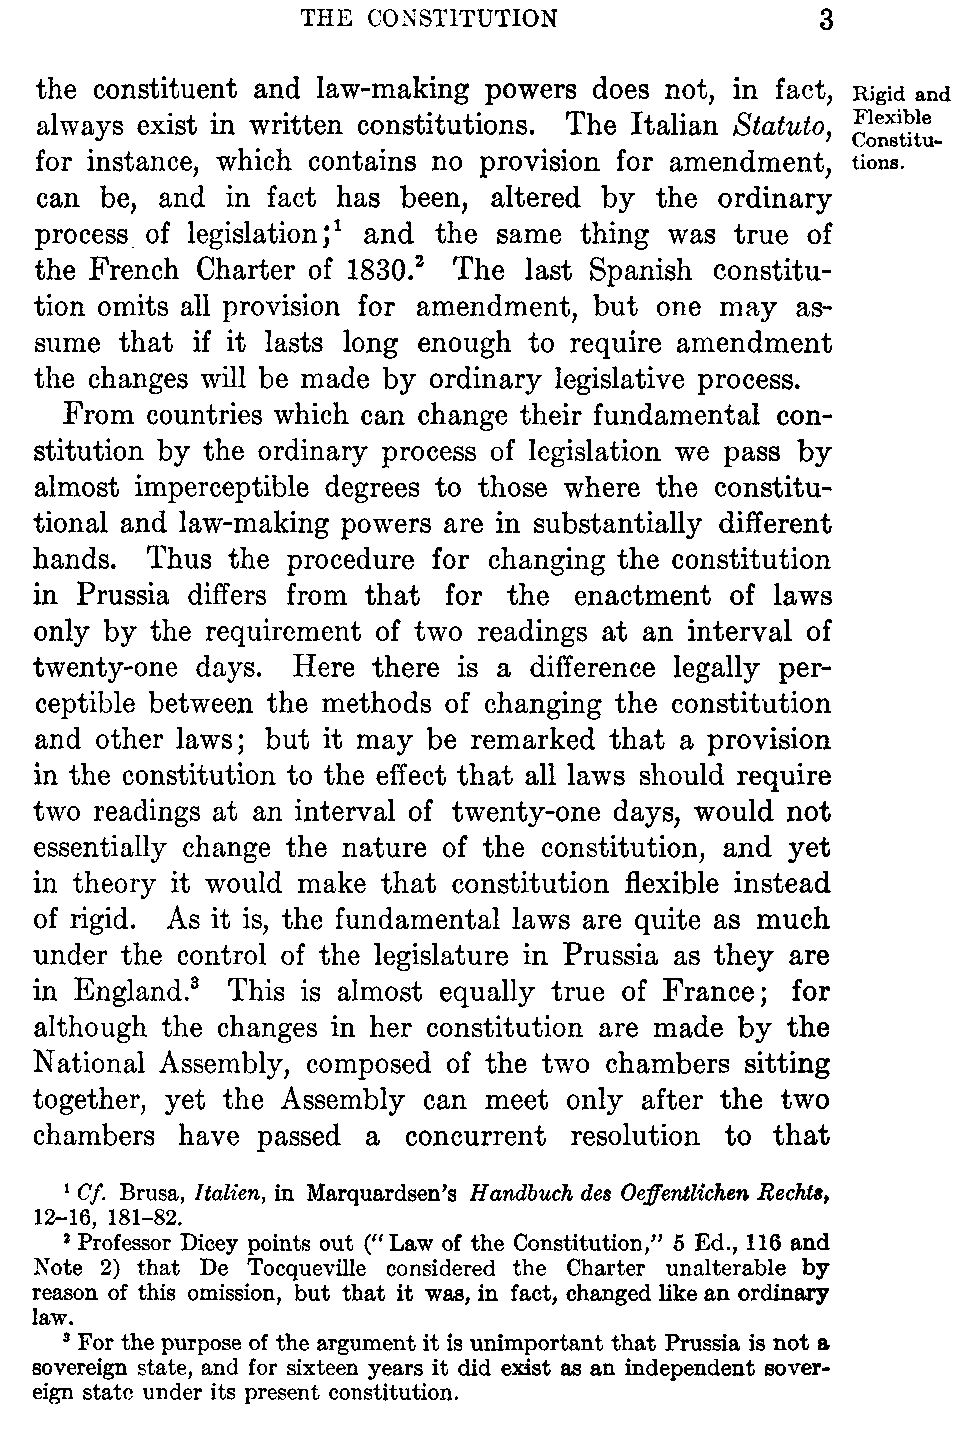 THE CONSTITUTION 3
the constituent and law-making powers does not, in fact,
always exist in written constitutions. The Italian Statuto,
for instance, which contains no provision for amendment,
can be, and in fact has been, altered by the ordinary
process of legislation;¹ and the same thing was true of
the French Charter of 1830.² The last Spanish constitu-
tion omits all provision for amendment, but one may as-
sume that if it lasts long enough to require amendment
the changes will be made by ordinary legislative process.
Rigid and
Flexible
Constitu-
tions.
From countries which can change their fundamental con-
stitution by the ordinary process of legislation we pass by
almost imperceptible degrees to those where the constitu-
tional and law-making powers are in substantially different
hands. Thus the procedure for changing the constitution
in Prussia differs from that for the enactment of laws
only by the requirement of two readings at an interval of
twenty-one days. Here there is a difference legally per-
ceptible between the methods of changing the constitution
and other laws; but it may be remarked that a provision
in the constitution to the effect that all laws should require
two readings at an interval of twenty-one days, would not
essentially change the nature of the constitution, and yet
in theory it would make that constitution flexible instead
of rigid. As it is, the fundamental laws are quite as much
under the control of the legislature in Prussia as they are
in England.³ This is almost equally true of France; for
although the changes in her constitution are made by the
National Assembly, composed of the two chambers sitting
together, yet the Assembly can meet only after the two
chambers have passed a concurrent resolution to that
¹ Cf. Brusa, Italien, in Marquardsen's Handbuch des Oeffentlichen Rechts,
12-16, 181-82.
² Professor Dicey points out ("Law of the Constitution," 5 Ed., 116 and
Note 2) that De Tocqueville considered the Charter unalterable by
reason of this omission, but that it was, in fact, changed like an ordinary
law.
³ For the purpose of the argument it is unimportant that Prussia is not a
sovereign state, and for sixteen years it did exist as an independent sover-
eign state under its present constitution.